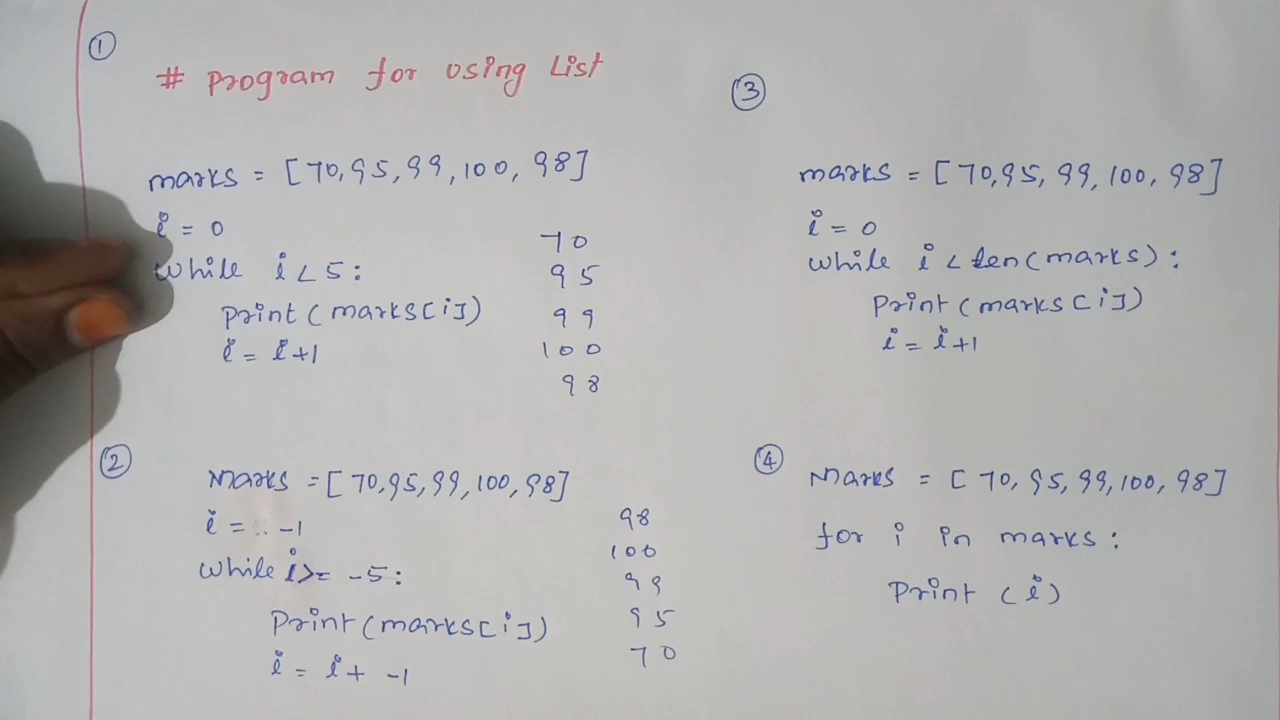 ①
# Program for using List
marks = [70,95,99,100,98]
i = 0
while i<5:
print(marks[i])
i = i+1
70
95
99
100
98
②
marks = [70,95,99,100,98]
i = -1
while i>= -5:
print(marks[i])
i = i+ -1
98
100
99
95
70
③
marks = [70,95,99,100,98]
i = 0
while i<len(marks):
print(marks[i])
i = i+1
④
marks = [70,95,99,100,98]
for i in marks:
print(i)